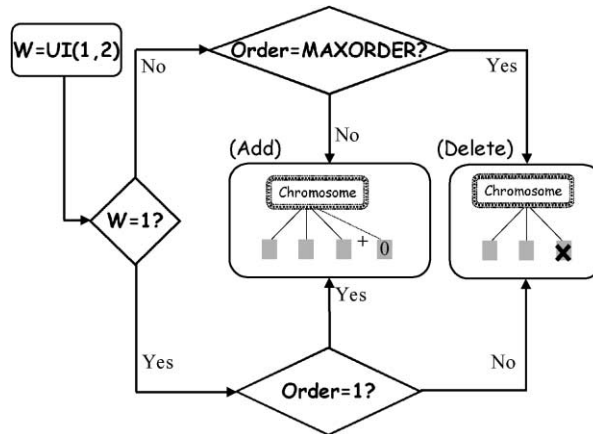 W=UI(1,2)
Order=MAXORDER?
No
Yes
No
(Add)
(Delete)
Chromosome
Chromosome
W=1?
+
0
Yes
Yes
No
Order=1?